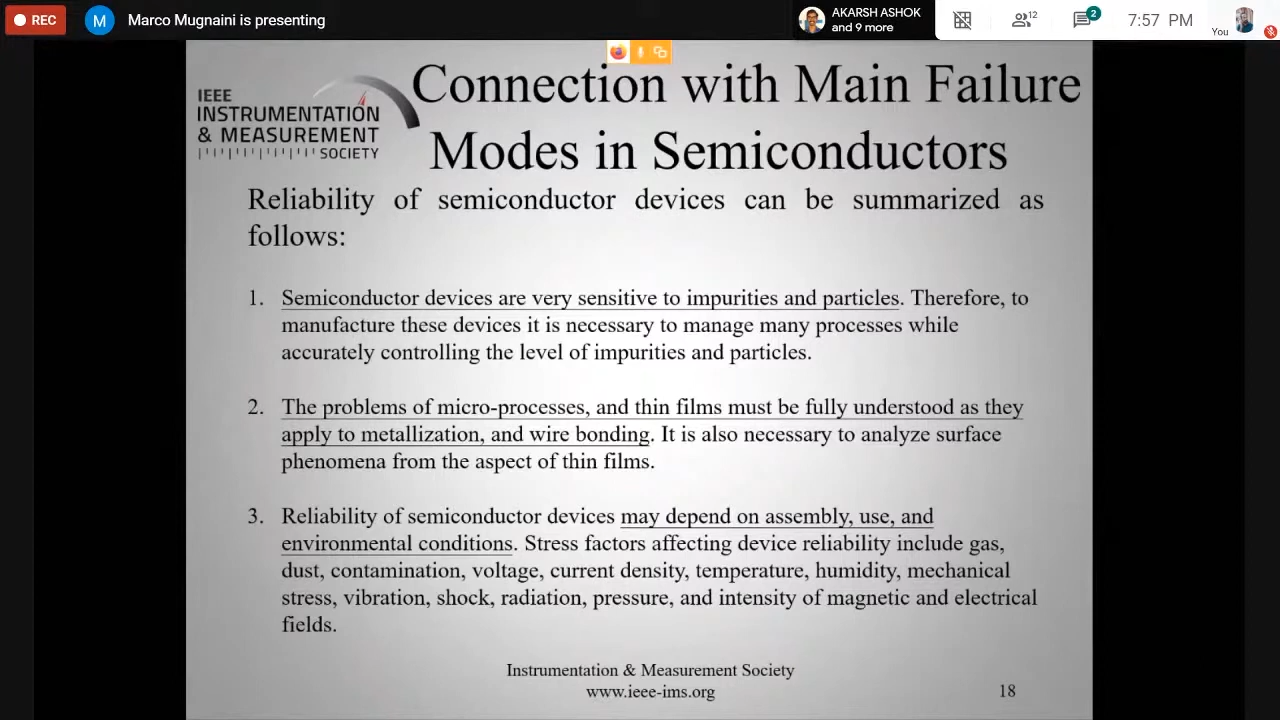 REC
M
Marco Mugnaini is presenting
AKARSH ASHOK
and 9 more
12
2
7:57 PM
You
IEEE
INSTRUMENTATION
& MEASUREMENT
SOCIETY
Connection with Main Failure
Modes in Semiconductors
Reliability of semiconductor devices can be summarized as
follows:
1. Semiconductor devices are very sensitive to impurities and particles. Therefore, to
manufacture these devices it is necessary to manage many processes while
accurately controlling the level of impurities and particles.
2. The problems of micro-processes, and thin films must be fully understood as they
apply to metallization, and wire bonding. It is also necessary to analyze surface
phenomena from the aspect of thin films.
3. Reliability of semiconductor devices may depend on assembly, use, and
environmental conditions. Stress factors affecting device reliability include gas,
dust, contamination, voltage, current density, temperature, humidity, mechanical
stress, vibration, shock, radiation, pressure, and intensity of magnetic and electrical
fields.
Instrumentation & Measurement Society
www.ieee-ims.org
18